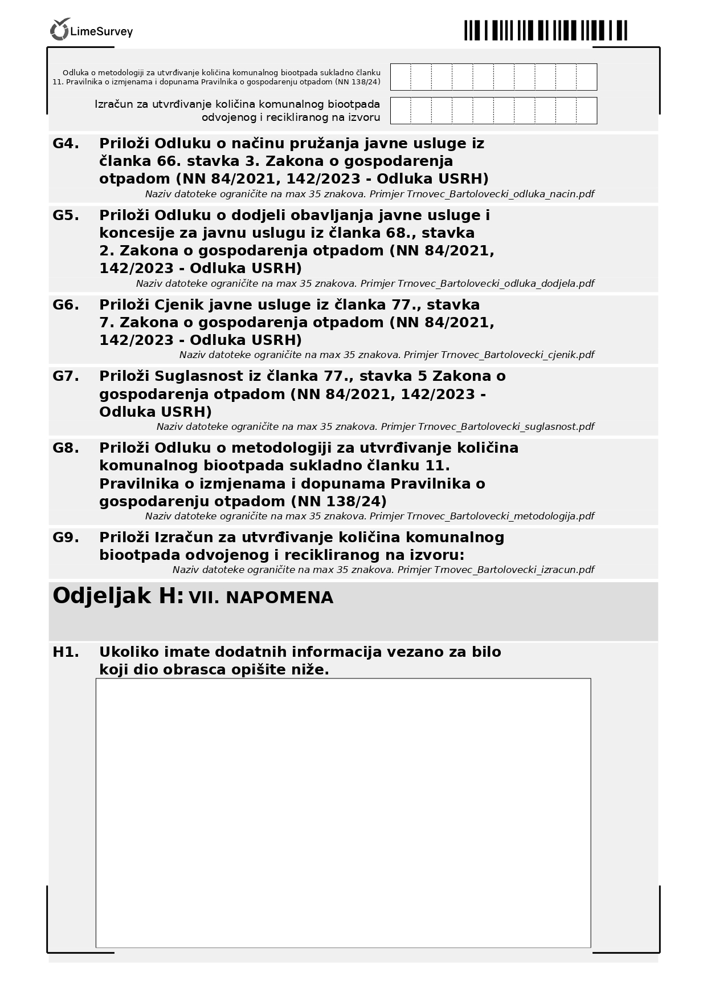 LimeSurvey
Odluka o metodologiji za utvrđivanje količina komunalnog biootpada sukladno članku
11. Pravilnika o izmjenama i dopunama Pravilnika o gospodarenju otpadom (NN 138/24)
Izračun za utvrđivanje količina komunalnog biootpada
odvojenog i recikliranog na izvoru
G4. Priloži Odluku o načinu pružanja javne usluge iz
članka 66. stavka 3. Zakona o gospodarenja
otpadom (NN 84/2021, 142/2023 - Odluka USRH)
Naziv datoteke ograničite na max 35 znakova. Primjer Trnovec_Bartolovecki_odluka_nacin.pdf
G5. Priloži Odluku o dodjeli obavljanja javne usluge i
koncesije za javnu uslugu iz članka 68., stavka
2. Zakona o gospodarenja otpadom (NN 84/2021,
142/2023 - Odluka USRH)
Naziv datoteke ograničite na max 35 znakova. Primjer Trnovec_Bartolovecki_odluka_dodjela.pdf
G6. Priloži Cjenik javne usluge iz članka 77., stavka
7. Zakona o gospodarenja otpadom (NN 84/2021,
142/2023 - Odluka USRH)
Naziv datoteke ograničite na max 35 znakova. Primjer Trnovec_Bartolovecki_cjenik.pdf
G7. Priloži Suglasnost iz članka 77., stavka 5 Zakona o
gospodarenja otpadom (NN 84/2021, 142/2023 -
Odluka USRH)
Naziv datoteke ograničite na max 35 znakova. Primjer Trnovec_Bartolovecki_suglasnost.pdf
G8. Priloži Odluku o metodologiji za utvrđivanje količina
komunalnog biootpada sukladno članku 11.
Pravilnika o izmjenama i dopunama Pravilnika o
gospodarenju otpadom (NN 138/24)
Naziv datoteke ograničite na max 35 znakova. Primjer Trnovec_Bartolovecki_metodologija.pdf
G9. Priloži Izračun za utvrđivanje količina komunalnog
biootpada odvojenog i recikliranog na izvoru:
Naziv datoteke ograničite na max 35 znakova. Primjer Trnovec_Bartolovecki_izracun.pdf
Odjeljak H: VII. NAPOMENA
H1. Ukoliko imate dodatnih informacija vezano za bilo
koji dio obrasca opišite niže.